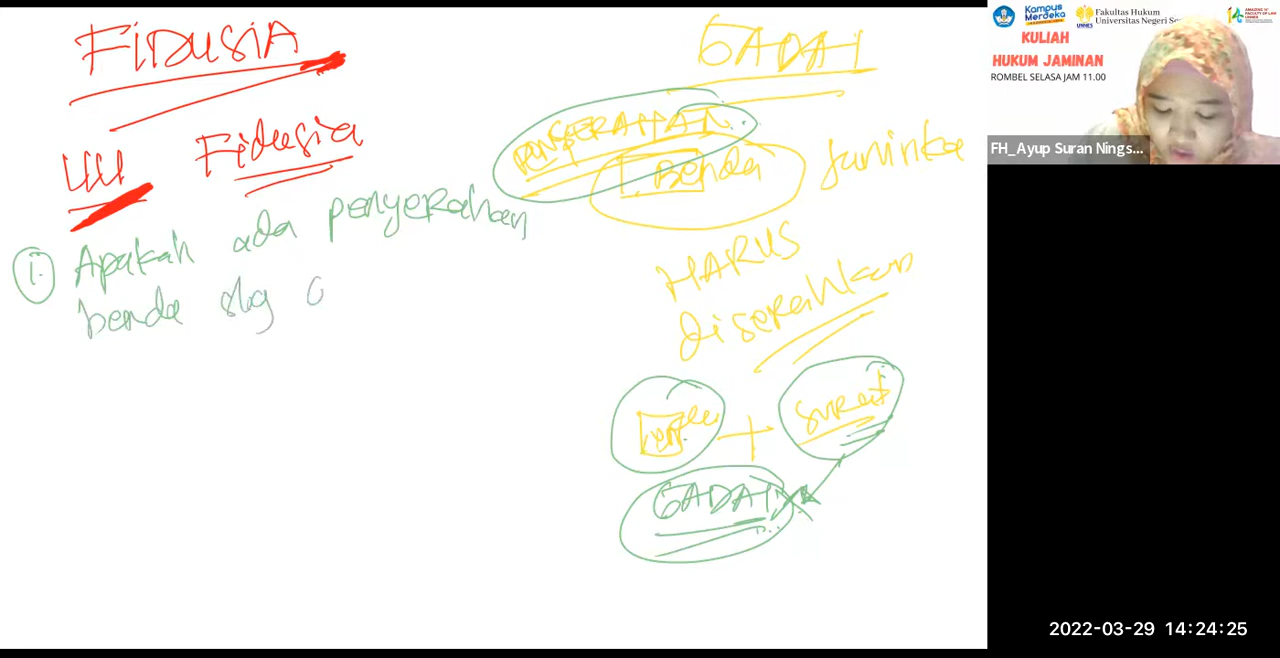 FIDUSIA
UU Fidusia
1. Apakah ada penyerahan
benda sbg
GADAI
PENYERAHAN
Benda
HARUS
diserahkan
+ surat
GADAI
Kampus
Merdeka
UNNES
Fakultas Hukum
Universitas Negeri Se
KULIAH
HUKUM JAMINAN
ROMBEL SELASA JAM 11.00
FH_Ayup Suran Nings...
2022-03-29 14:24:25